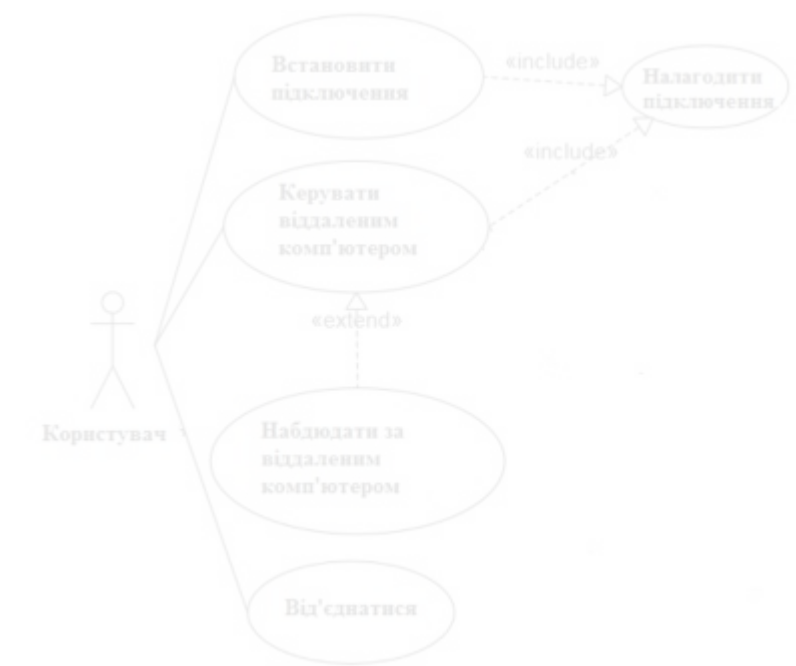 Встановити
підключення
«include»
Налагодити
підключення
«include»
Керувати
віддаленим
комп'ютером
«extend»
Користувач
Набдюдати за
віддаленим
комп'ютером
Від'єднатися